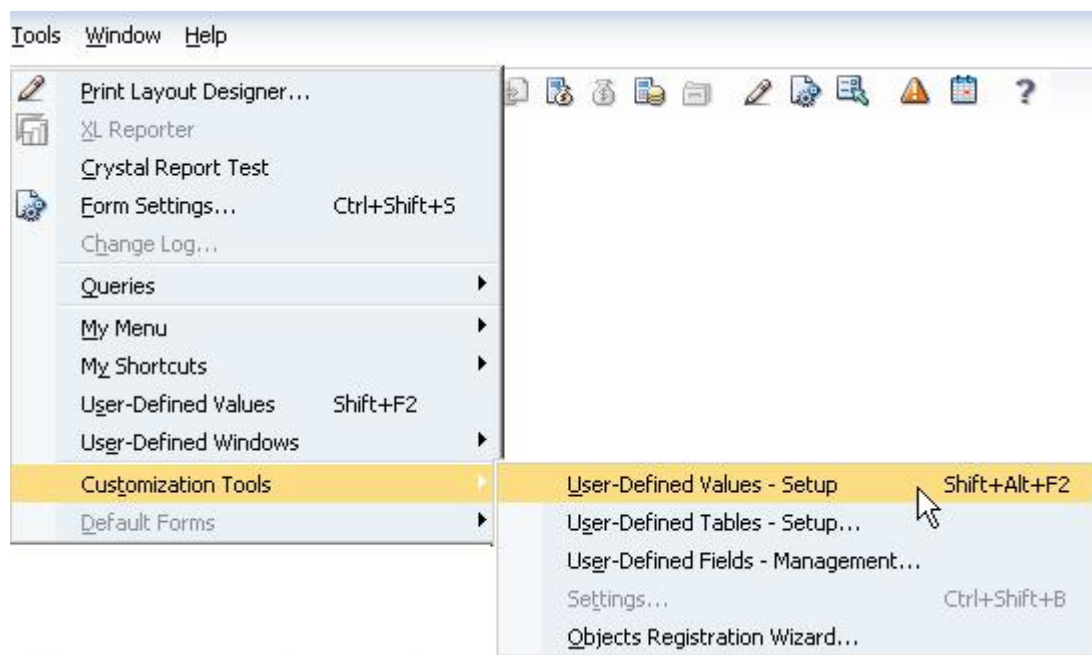 Tools Window Help
Print Layout Designer...
XL Reporter
Crystal Report Test
Form Settings... Ctrl+Shift+S
Change Log...
Queries
My Menu
My Shortcuts
User-Defined Values Shift+F2
User-Defined Windows
Customization Tools
Default Forms
User-Defined Values - Setup Shift+Alt+F2
User-Defined Tables - Setup...
User-Defined Fields - Management...
Settings... Ctrl+Shift+B
Objects Registration Wizard...